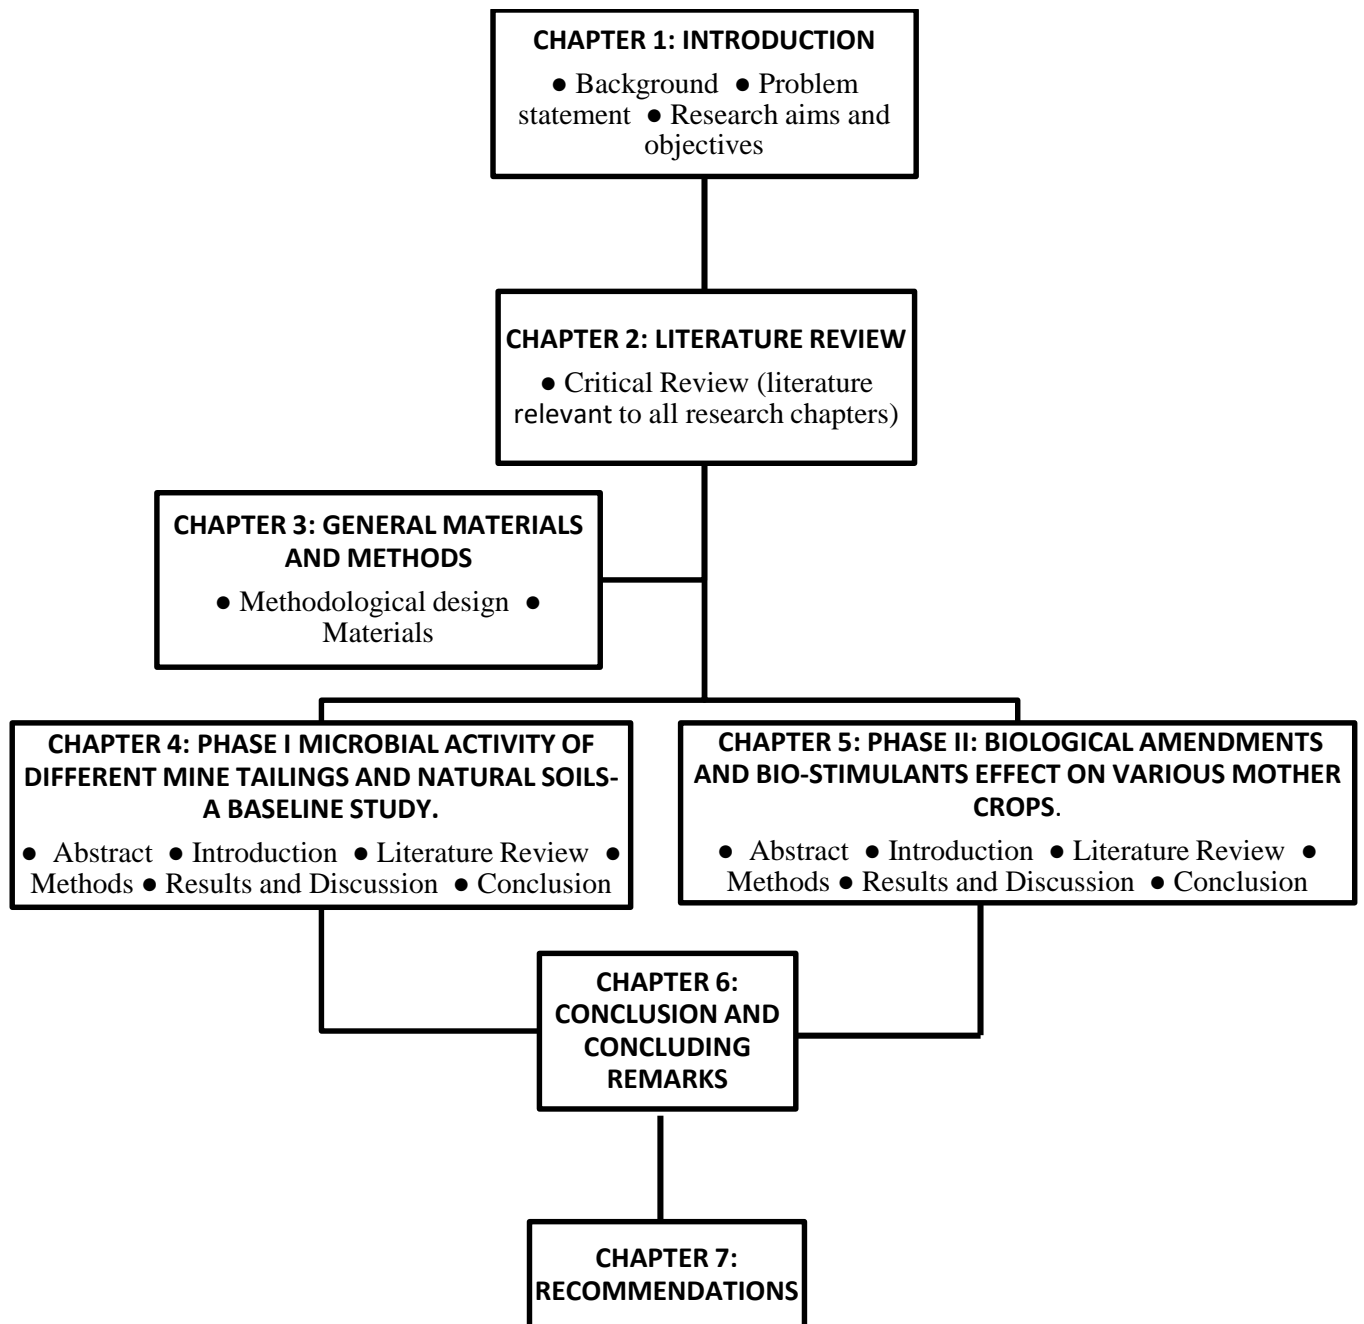 CHAPTER 1: INTRODUCTION
● Background ● Problem
statement ● Research aims and
objectives
CHAPTER 2: LITERATURE REVIEW
● Critical Review (literature
relevant to all research chapters)
CHAPTER 3: GENERAL MATERIALS
AND METHODS
● Methodological design ●
Materials
CHAPTER 4: PHASE I MICROBIAL ACTIVITY OF
DIFFERENT MINE TAILINGS AND NATURAL SOILS-
A BASELINE STUDY.
● Abstract ● Introduction ● Literature Review ●
Methods ● Results and Discussion ● Conclusion
CHAPTER 5: PHASE II: BIOLOGICAL AMENDMENTS
AND BIO-STIMULANTS EFFECT ON VARIOUS MOTHER
CROPS.
● Abstract ● Introduction ● Literature Review ●
Methods ● Results and Discussion ● Conclusion
CHAPTER 6:
CONCLUSION AND
CONCLUDING
REMARKS
CHAPTER 7:
RECOMMENDATIONS